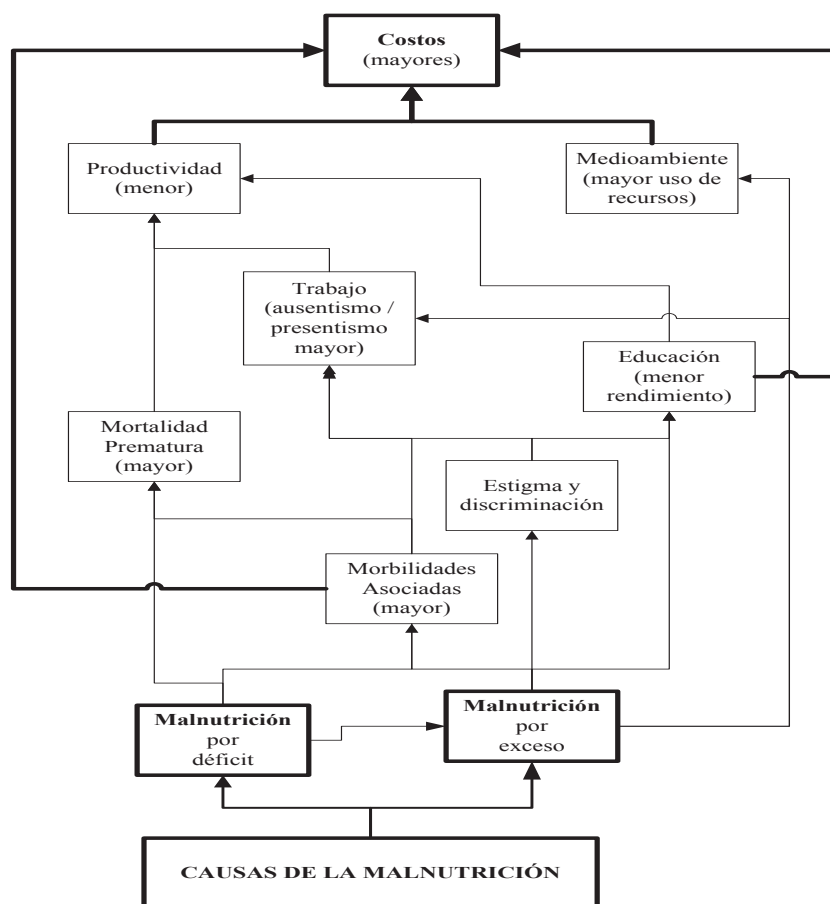 Costos
(mayores)
Productividad
(menor)
Medioambiente
(mayor uso de
recursos)
Trabajo
(ausentismo /
presentismo
mayor)
Educación
(menor
rendimiento)
Mortalidad
Prematura
(mayor)
Estigma y
discriminación
Morbilidades
Asociadas
(mayor)
Malnutrición
por
déficit
Malnutrición
por
exceso
CAUSAS DE LA MALNUTRICIÓN